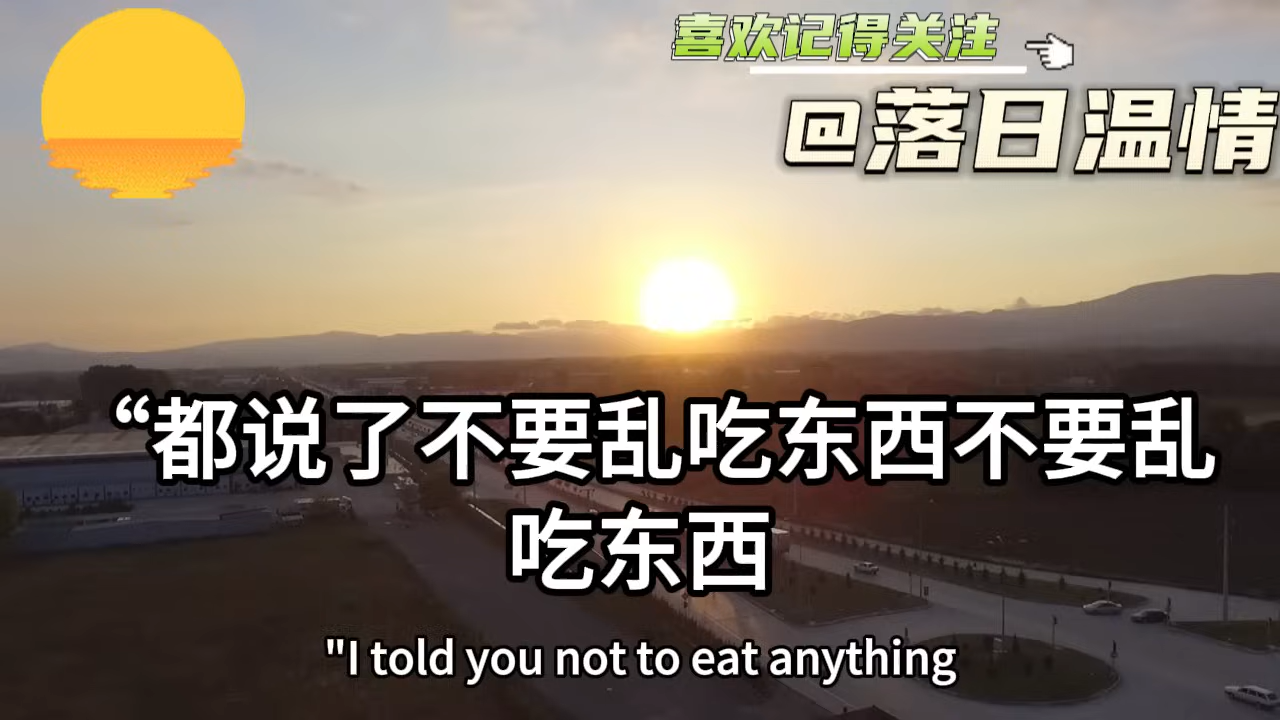 喜欢记得关注
@落日温情
“都说了不要乱吃东西不要乱
吃东西
"I told you not to eat anything